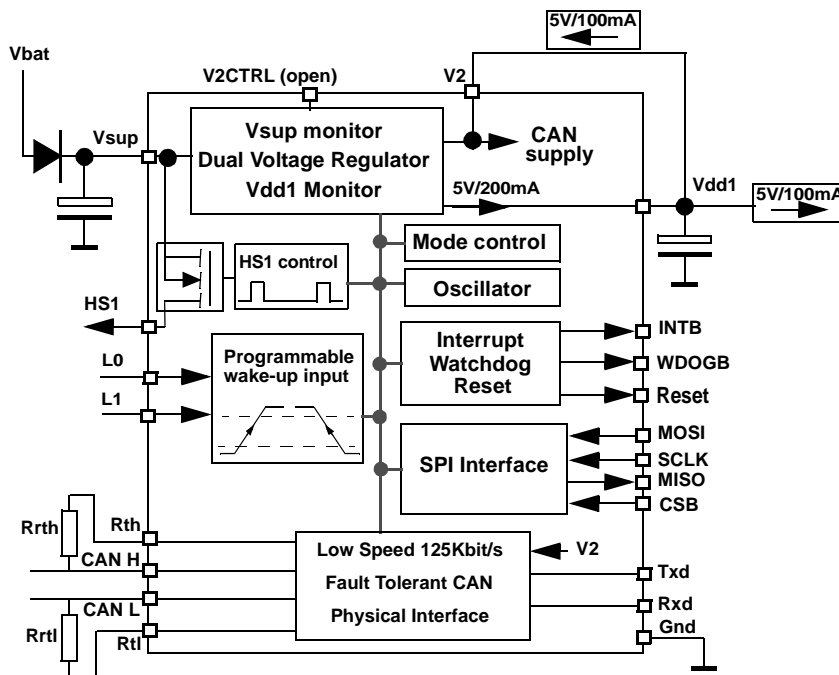 5V/100mA
Vbat
V2CTRL (open)
V2
Vsup
Vsup monitor
Dual Voltage Regulator
Vdd1 Monitor
CAN
supply
5V/200mA
Vdd1
5V/100mA
Mode control
HS1 control
Oscillator
HS1
L0
L1
Programmable
wake-up input
Interrupt
Watchdog
Reset
INTB
WDOGB
Reset
SPI Interface
MOSI
SCLK
MISO
CSB
Rrth
Rth
CAN H
CAN L
Rrtl
Rtl
Low Speed 125Kbit/s
Fault Tolerant CAN
Physical Interface
V2
Txd
Rxd
Gnd